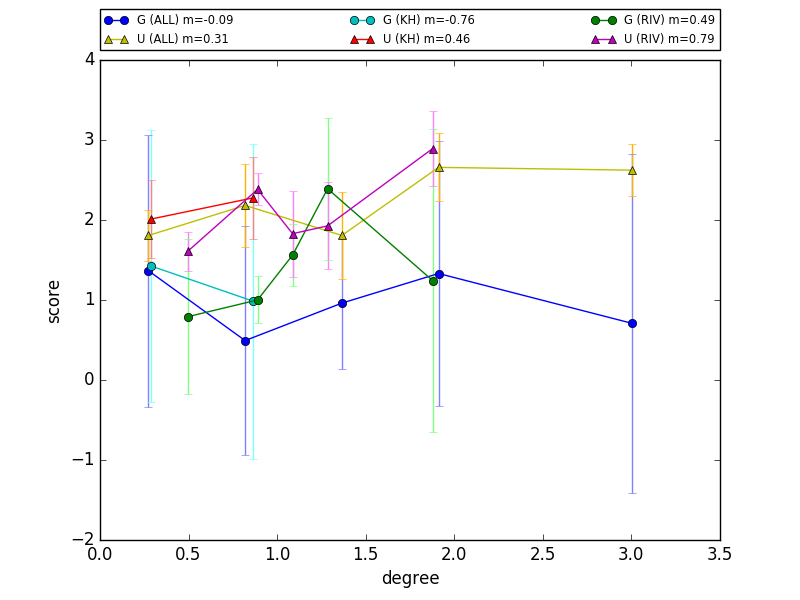 G (ALL) m=-0.09 G (KH) m=-0.76 G (RIV) m=0.49
U (ALL) m=0.31 U (KH) m=0.46 U (RIV) m=0.79
4
3
2
1
0
−1
−2
score
0.0 0.5 1.0 1.5 2.0 2.5 3.0 3.5
degree